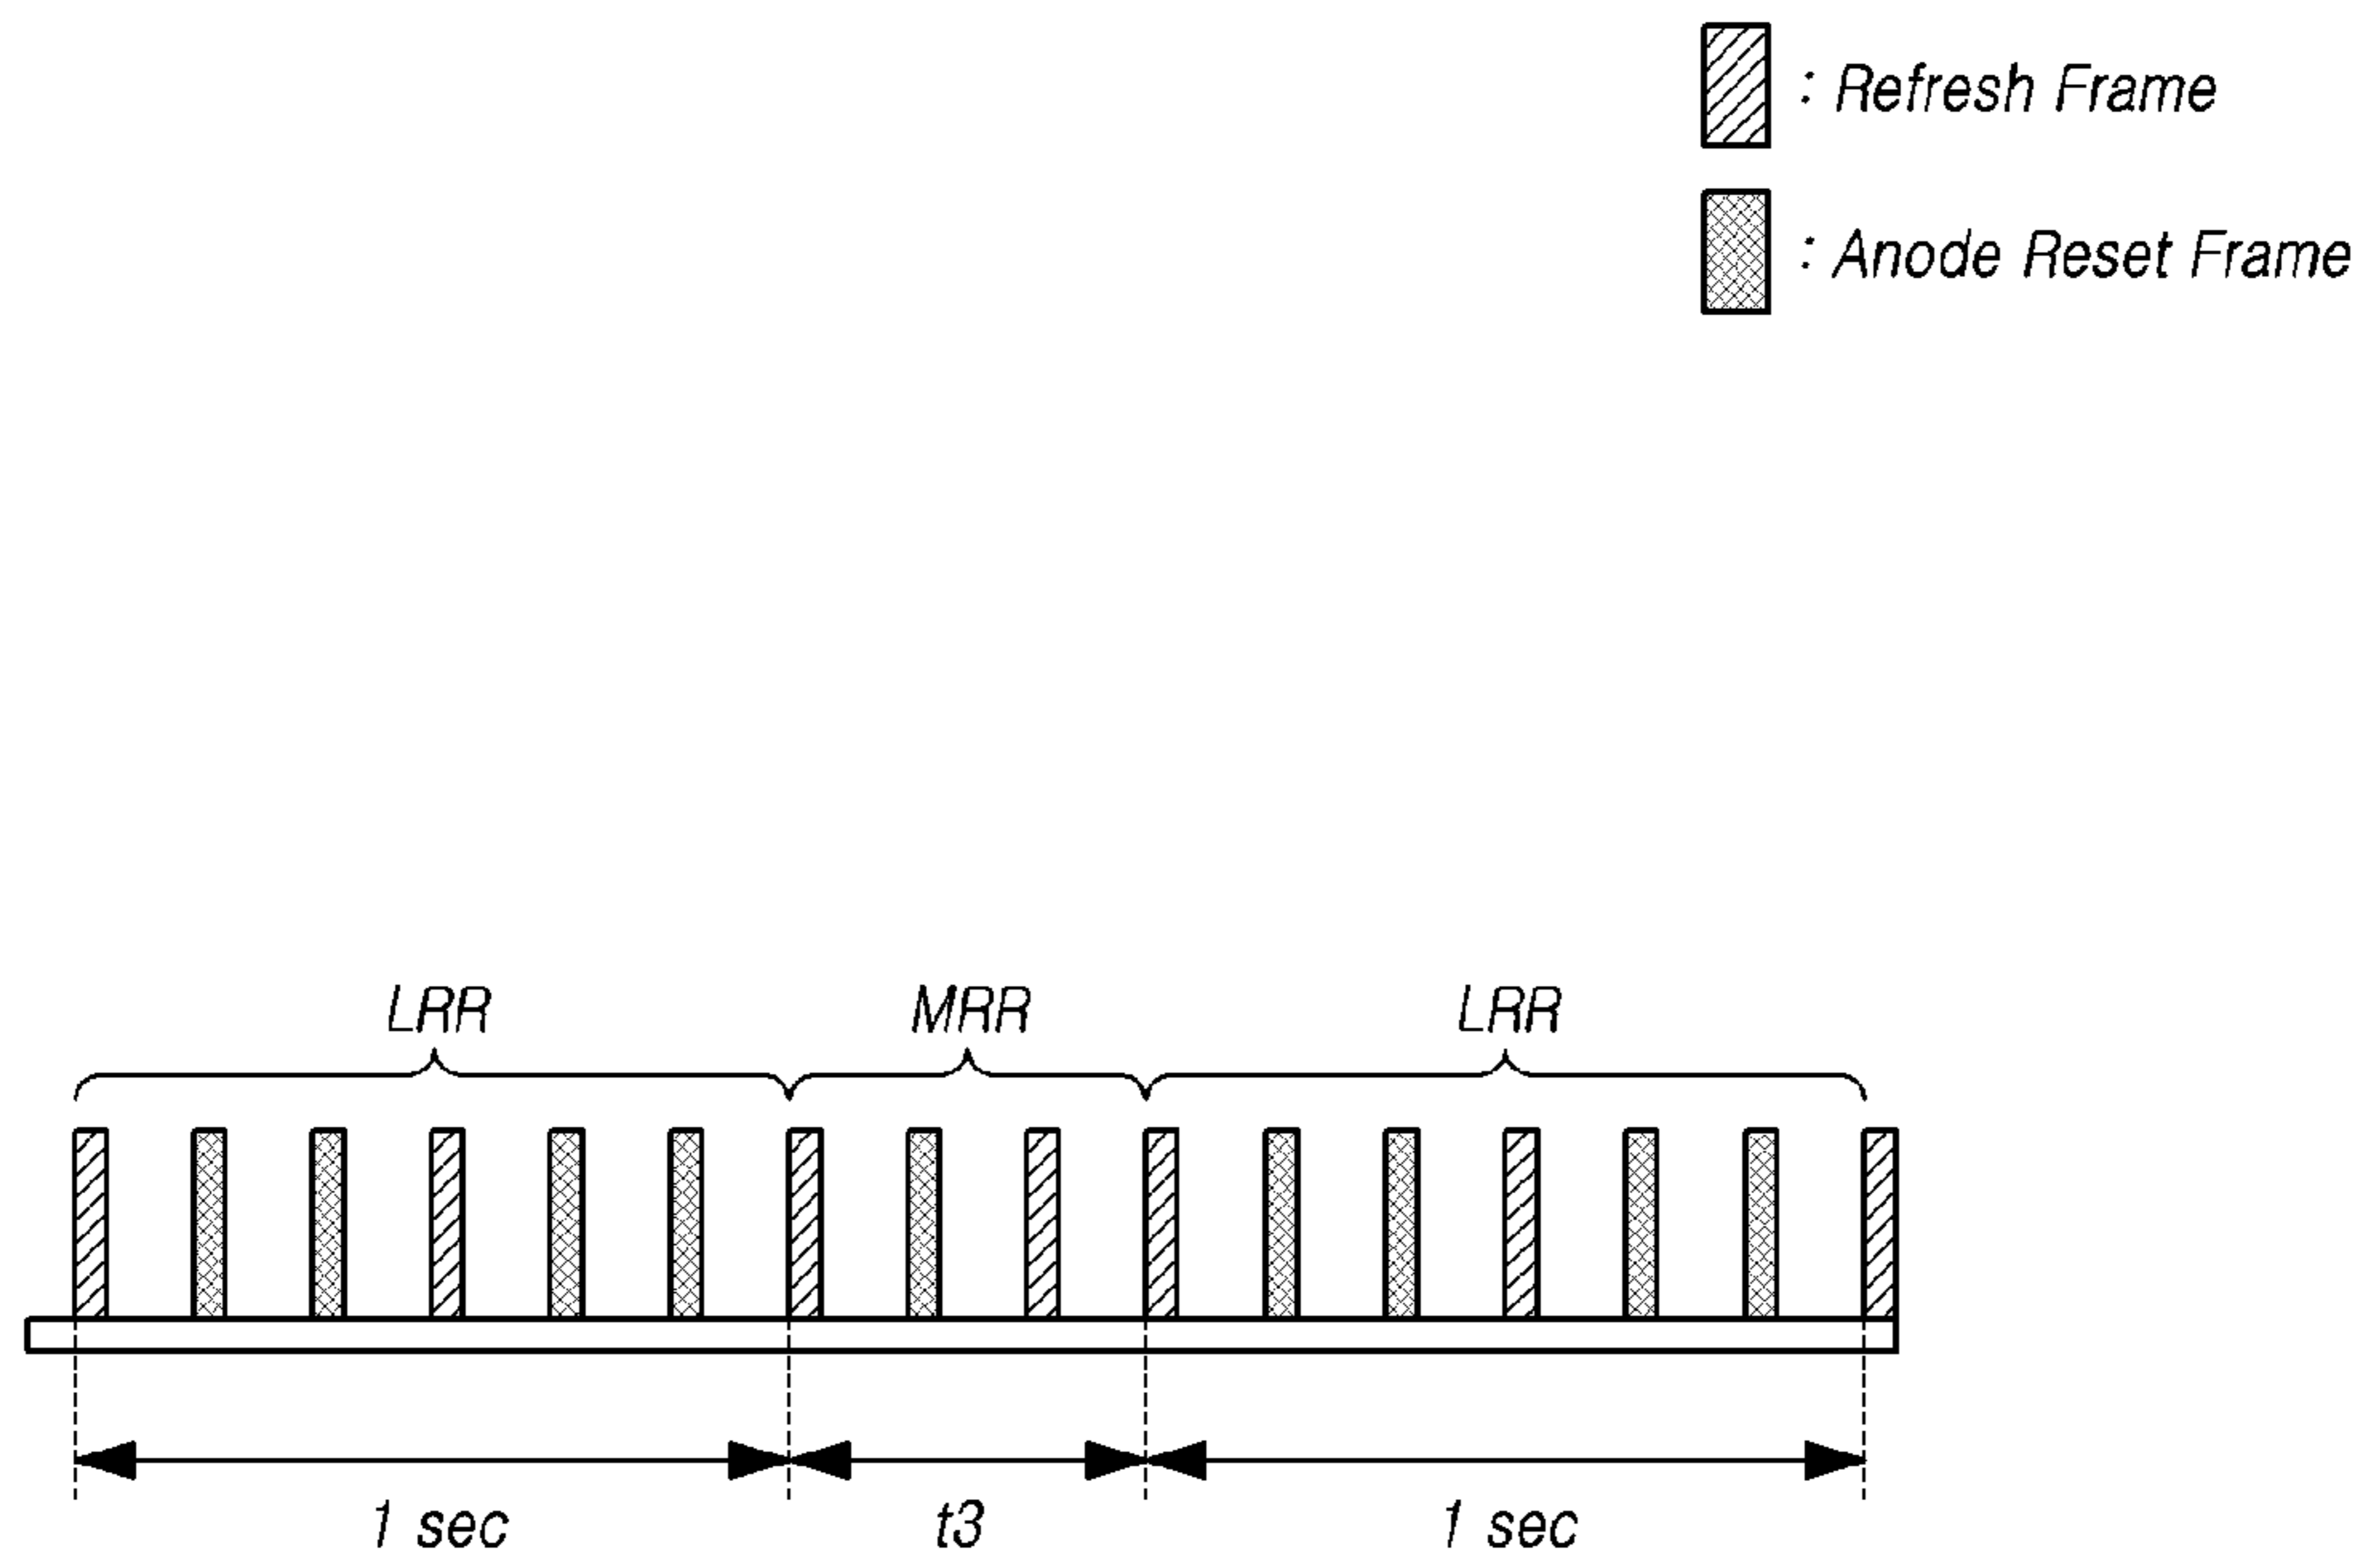 : Refresh Frame
: Anode Reset Frame
LRR MRR LRR
1 sec t3 1 sec